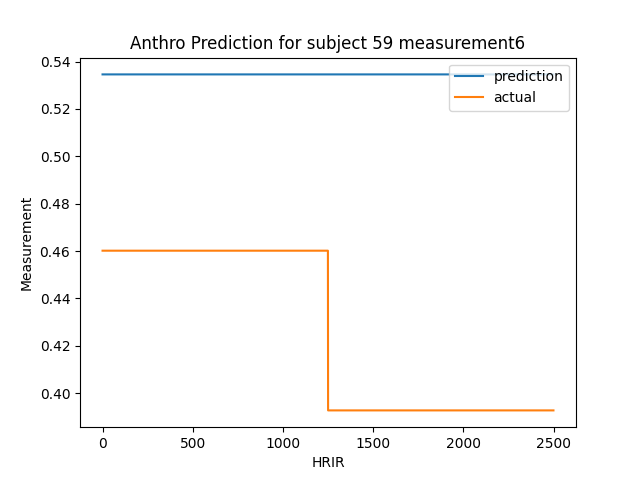 Anthro Prediction for subject 59 measurement6
prediction
actual
0.54
0.52
0.50
0.48
0.46
0.44
0.42
0.40
Measurement
0 500 1000 1500 2000 2500
HRIR